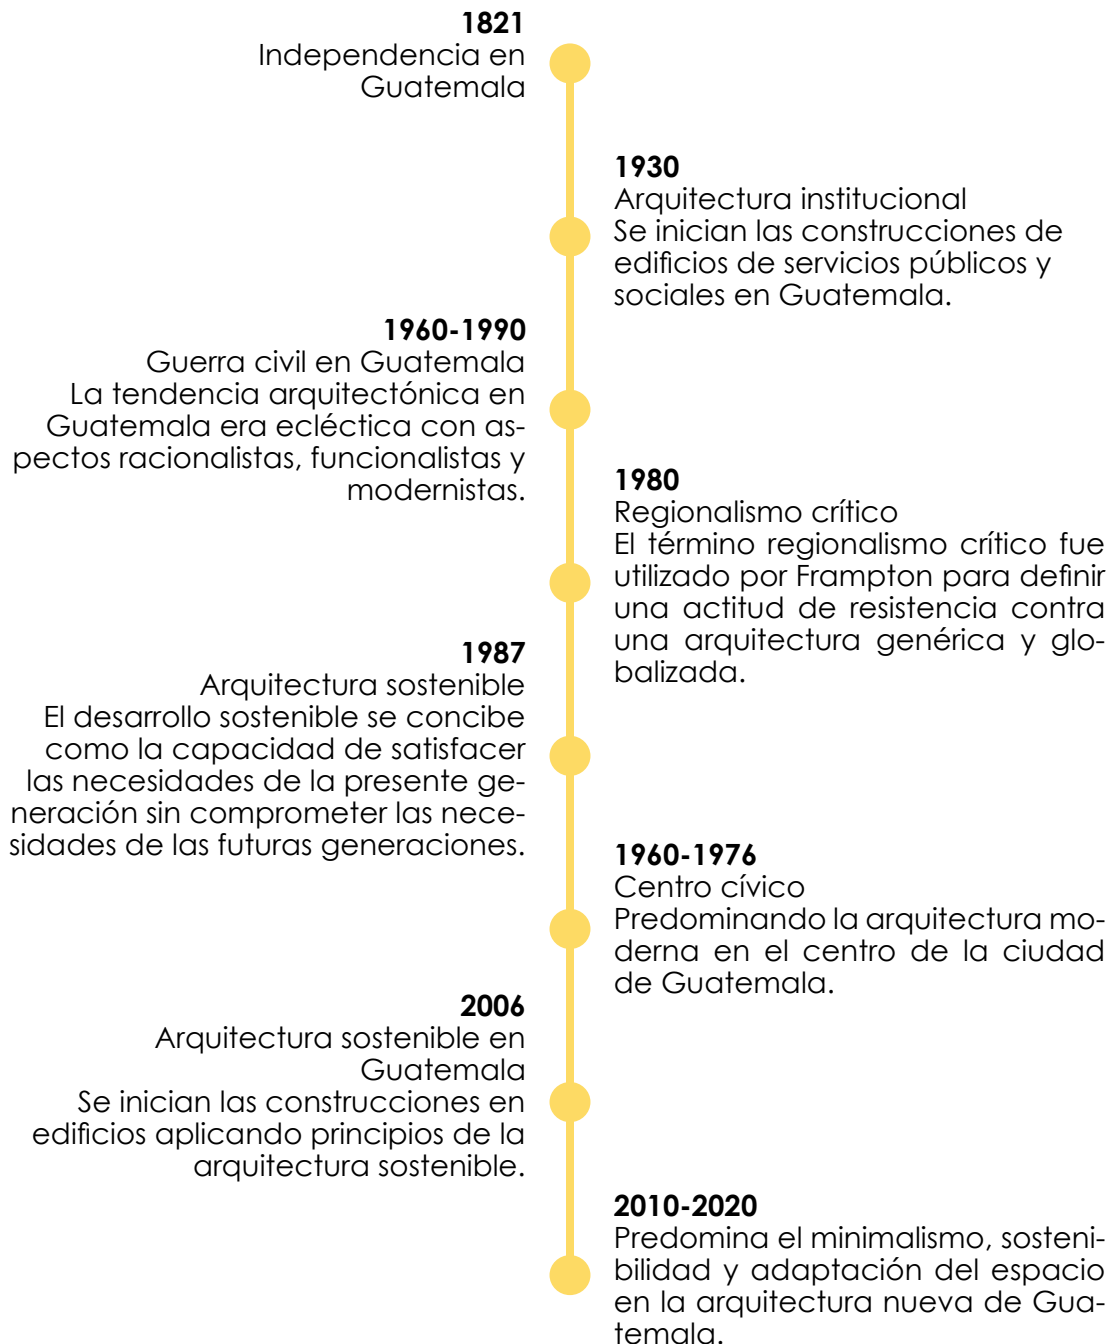 1821
Independencia en
Guatemala
1930
Arquitectura institucional
Se inician las construcciones de
edificios de servicios públicos y
sociales en Guatemala.
1960-1990
Guerra civil en Guatemala
La tendencia arquitectónica en
Guatemala era ecléctica con as-
pectos racionalistas, funcionalistas y
modernistas.
1980
Regionalismo crítico
El término regionalismo crítico fue
utilizado por Frampton para definir
una actitud de resistencia contra
una arquitectura genérica y glo-
balizada.
1987
Arquitectura sostenible
El desarrollo sostenible se concibe
como la capacidad de satisfacer
las necesidades de la presente ge-
neración sin comprometer las nece-
sidades de las futuras generaciones.
1960-1976
Centro cívico
Predominando la arquitectura mo-
derna en el centro de la ciudad
de Guatemala.
2006
Arquitectura sostenible en
Guatemala
Se inician las construcciones en
edificios aplicando principios de la
arquitectura sostenible.
2010-2020
Predomina el minimalismo, sosteni-
bilidad y adaptación del espacio
en la arquitectura nueva de Gua-
temala.